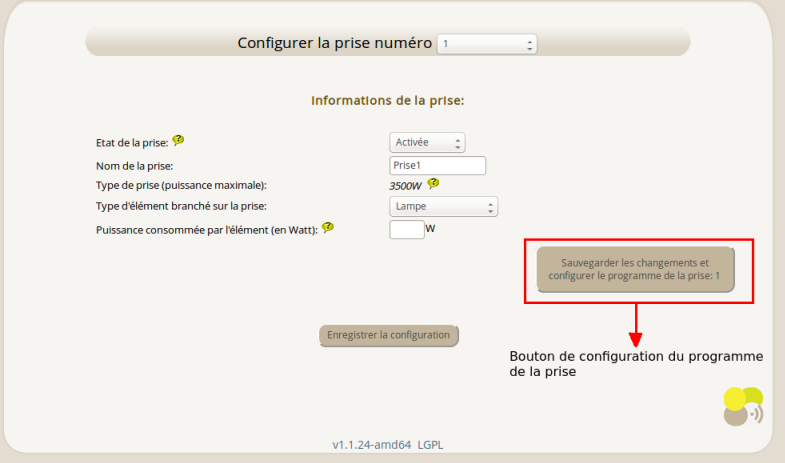 Configurer la prise numéro 1
Informations de la prise:
Etat de la prise: ? Activée
Nom de la prise: Prise1
Type de prise (puissance maximale): 3500W ?
Type d'élément branché sur la prise: Lampe
Puissance consommée par l'élément (en Watt): ? W
Sauvegarder les changements et
configurer le programme de la prise: 1
Enregistrer la configuration
Bouton de configuration du programme
de la prise
v1.1.24-amd64 LGPL